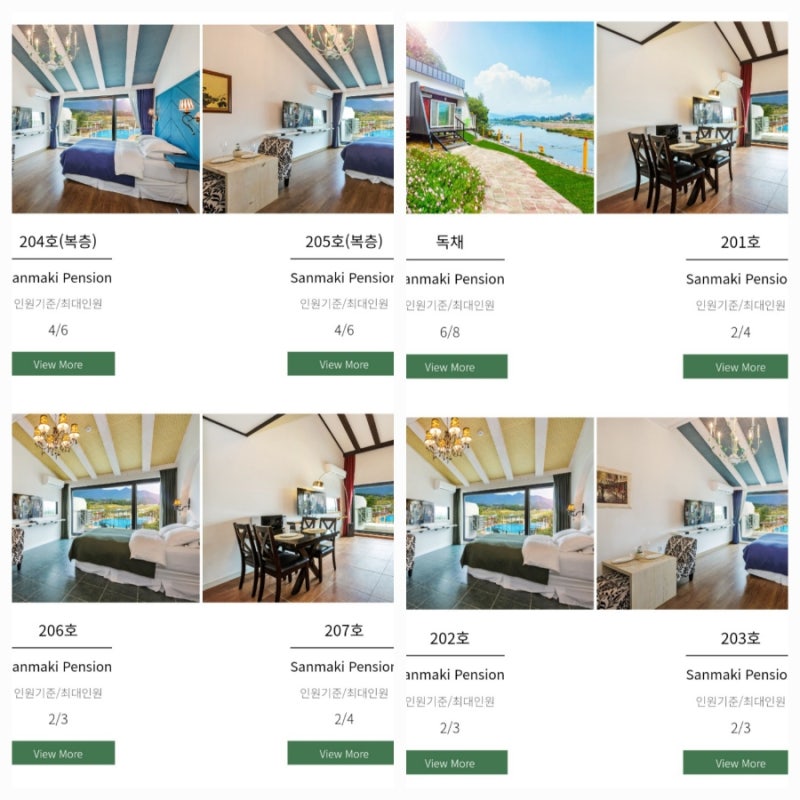 204호(복층)
anmaki Pension
인원기준/최대인원
4/6
View More
205호(복층)
Sanmaki Pension
인원기준/최대인원
4/6
View More
독채
anmaki Pension
인원기준/최대인원
6/8
View More
201호
Sanmaki Pensio
인원기준/최대인원
2/4
View More
206호
anmaki Pension
인원기준/최대인원
2/3
View More
207호
Sanmaki Pension
인원기준/최대인원
2/4
View More
202호
anmaki Pension
인원기준/최대인원
2/3
View More
203호
Sanmaki Pensio
인원기준/최대인원
2/3
View More